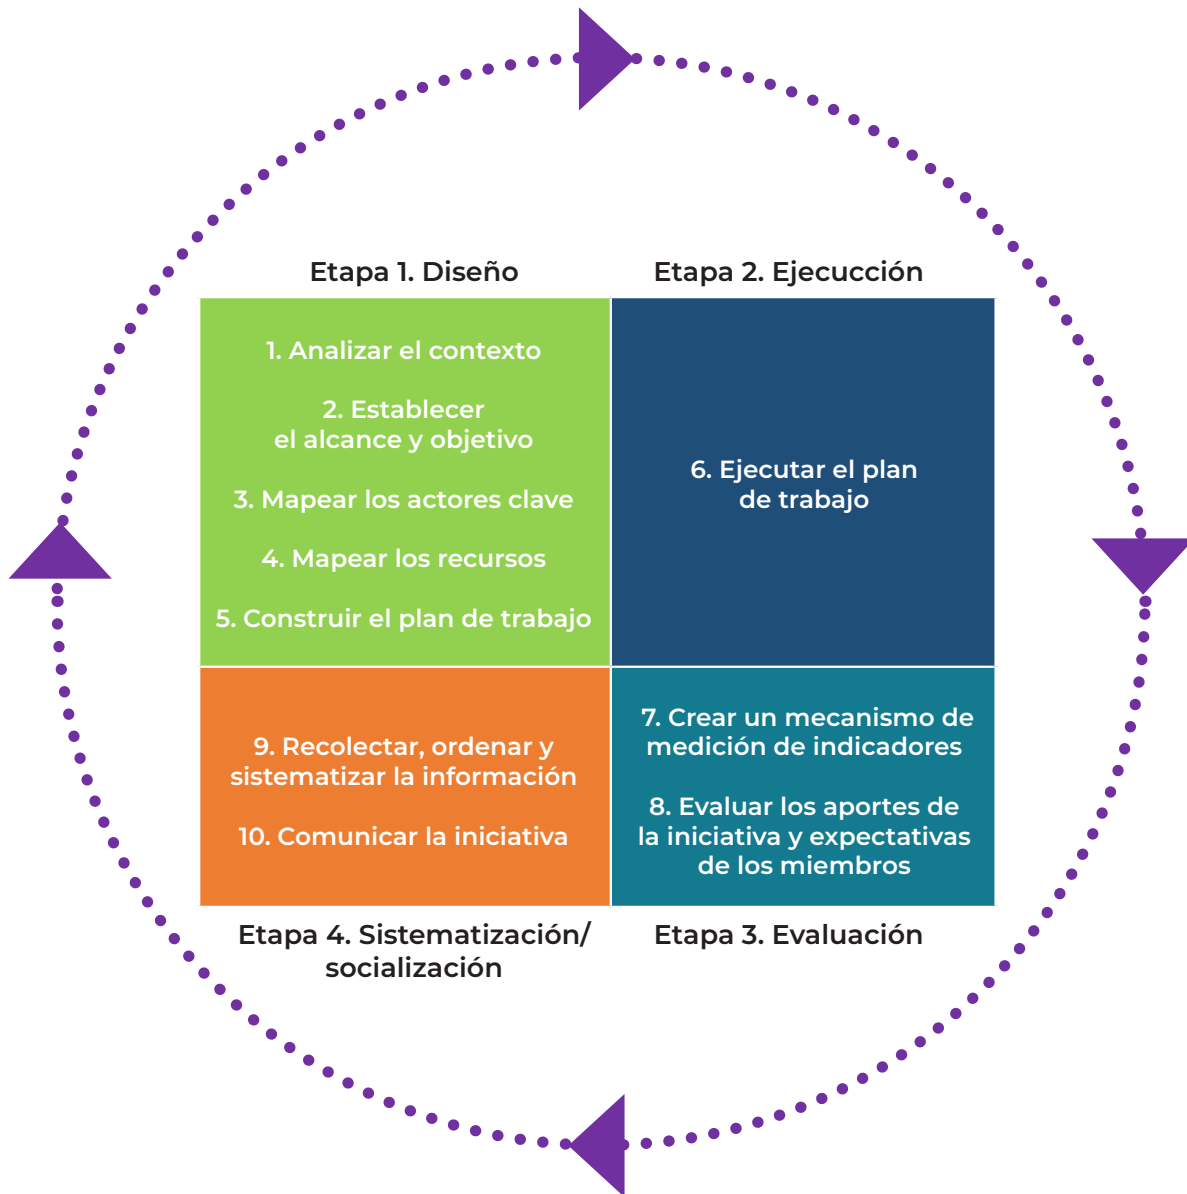 Etapa 1. Diseño
1. Analizar el contexto
2. Establecer
el alcance y objetivo
3. Mapear los actores clave
4. Mapear los recursos
5. Construir el plan de trabajo
Etapa 2. Ejecucción
6. Ejecutar el plan
de trabajo
7. Crear un mecanismo de
medición de indicadores
8. Evaluar los aportes de
la iniciativa y expectativas
de los miembros
Etapa 3. Evaluación
9. Recolectar, ordenar y
sistematizar la información
10. Comunicar la iniciativa
Etapa 4. Sistematización/
socialización